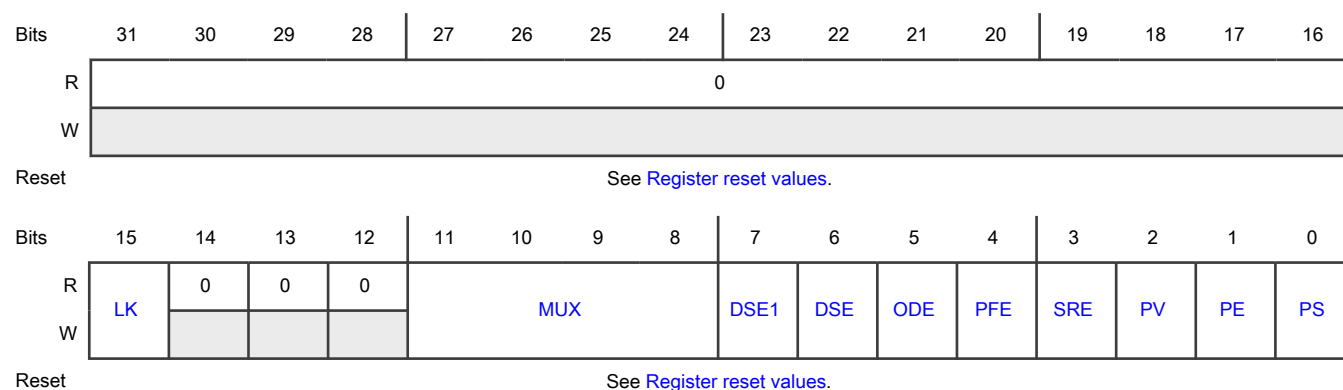 Bits 31 30 29 28 27 26 25 24 23 22 21 20 19 18 17 16
R 0
W
Reset See Register reset values.
Bits 15 14 13 12 11 10 9 8 7 6 5 4 3 2 1 0
R 0 0 0
LK MUX DSE1 DSE ODE PFE SRE PV PE PS
W
Reset See Register reset values.